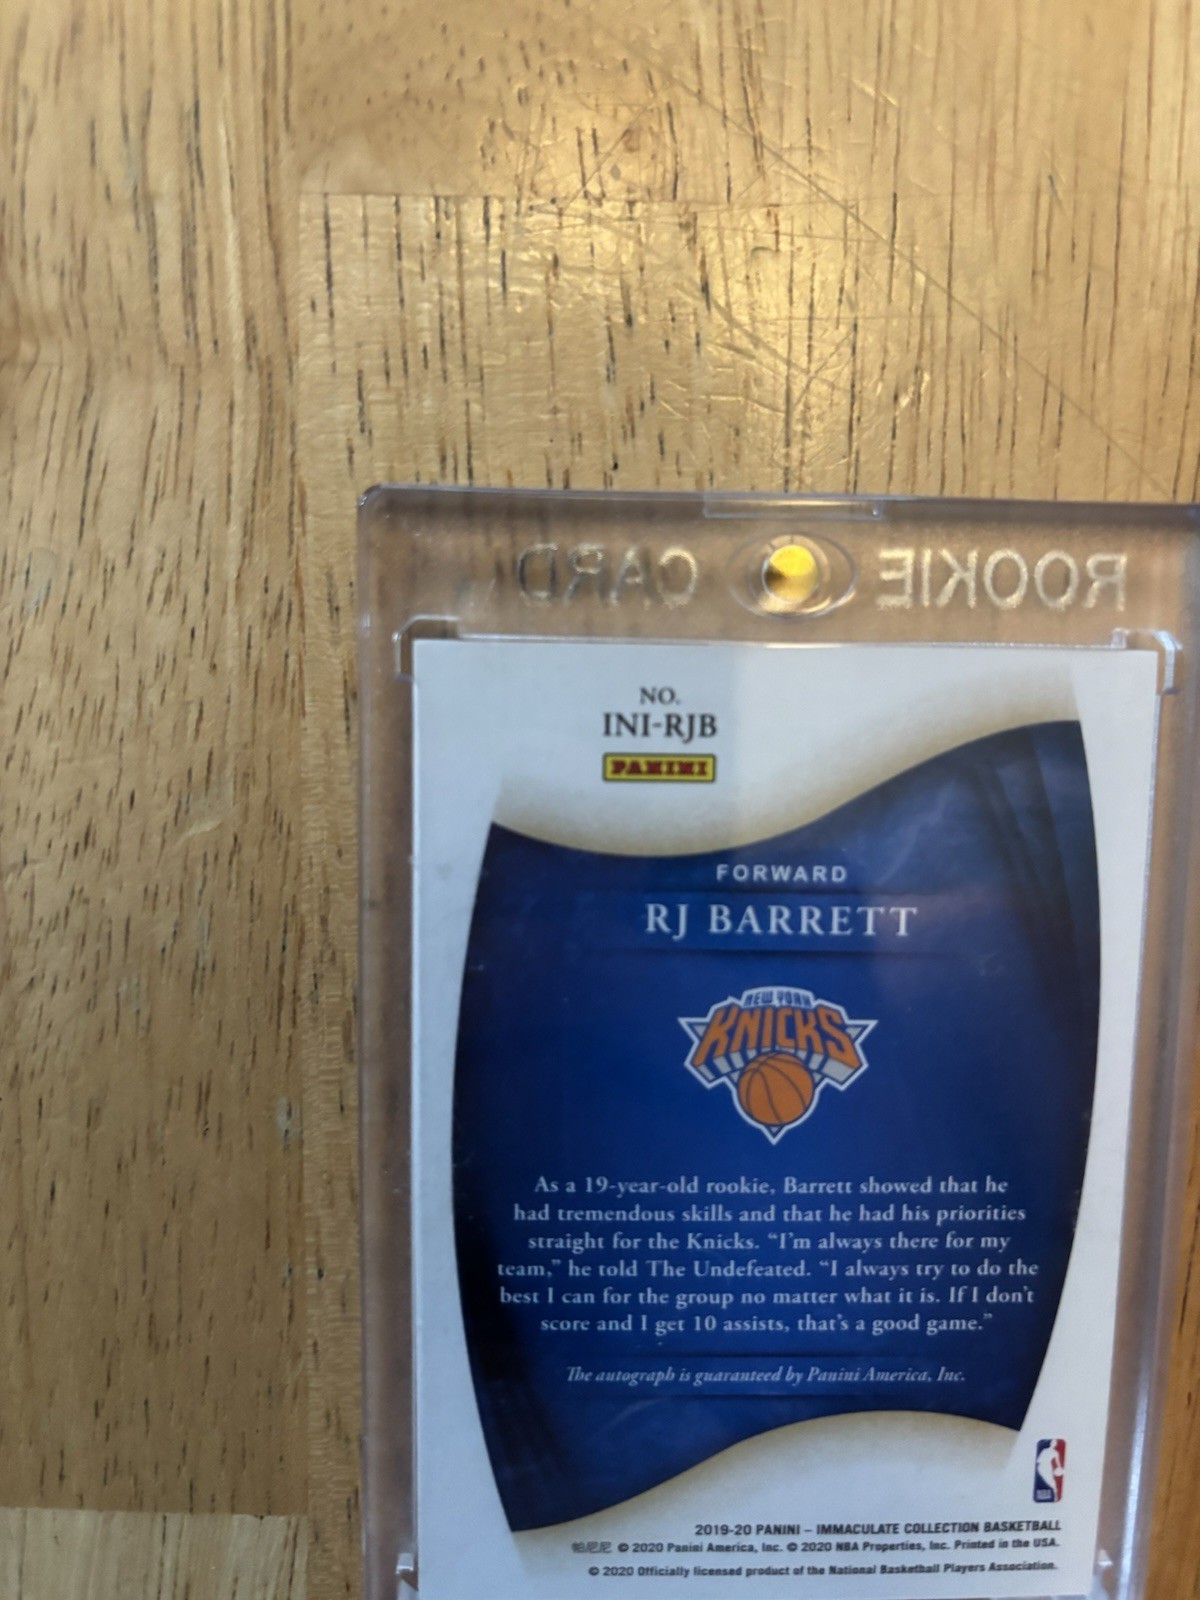 ROOKIE CARD
NO.
INI-RJB
PANINI
FORWARD
RJ BARRETT
NEW YORK
KNICKS
As a 19-year-old rookie, Barrett showed that he
had tremendous skills and that he had his priorities
straight for the Knicks. “I’m always there for my
team,” he told The Undefeated. “I always try to do the
best I can for the group no matter what it is. If I don’t
score and I get 10 assists, that’s a good game.”
The autograph is guaranteed by Panini America, Inc.
NBA
2019-20 PANINI – IMMACULATE COLLECTION BASKETBALL
帕尼尼 © 2020 Panini America, Inc. © 2020 NBA Properties, Inc. Printed in the USA.
© 2020 Officially licensed product of the National Basketball Players Association.